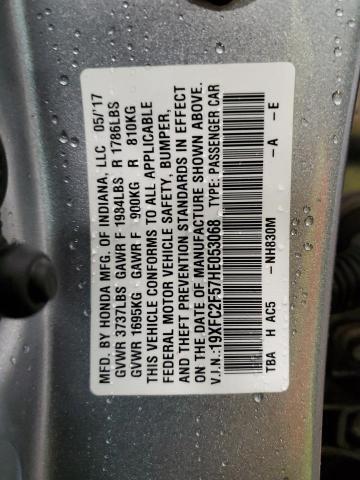 MFD. BY HONDA MFG. OF INDIANA, LLC 05/'17
GVWR 3737LBS GAWR F 1984LBS R 1786LBS
GVWR 1695KG GAWR F 900KG R 810KG
THIS VEHICLE CONFORMS TO ALL APPLICABLE
FEDERAL MOTOR VEHICLE SAFETY, BUMPER,
AND THEFT PREVENTION STANDARDS IN EFFECT
ON THE DATE OF MANUFACTURE SHOWN ABOVE.
V.I.N.:19XFC2F57HE053068 TYPE: PASSENGER CAR
TBA H AC5 -NH830M -A -E